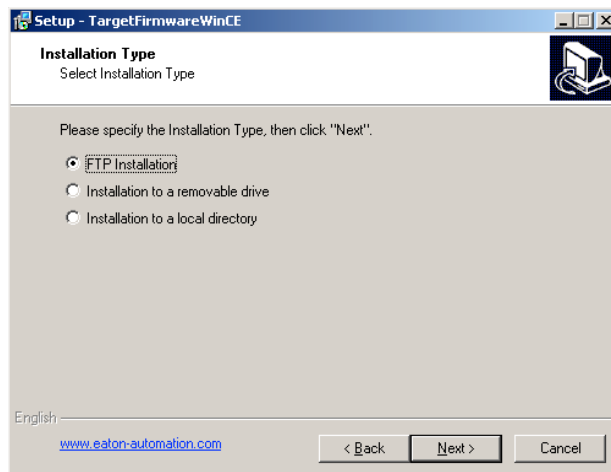 Setup - TargetFirmwareWinCE
Installation Type
Select Installation Type
Please specify the Installation Type, then click "Next".
FTP Installation
Installation to a removable drive
Installation to a local directory
English
www.eaton-automation.com
< Back
Next >
Cancel